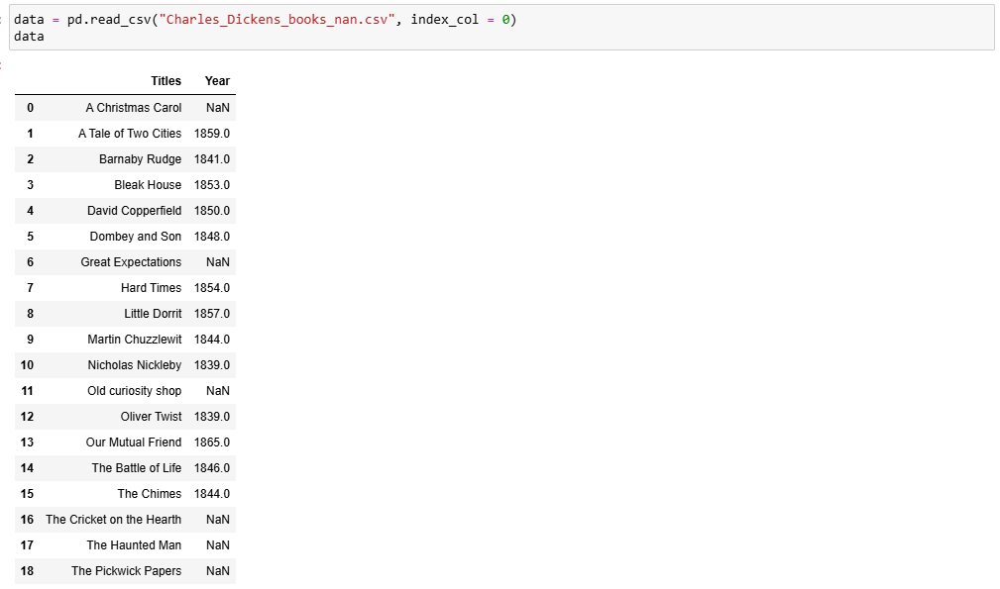 data = pd.read_csv("Charles_Dickens_books_nan.csv", index_col = 0)
data
Titles Year
0 A Christmas Carol NaN
1 A Tale of Two Cities 1859.0
2 Barnaby Rudge 1841.0
3 Bleak House 1853.0
4 David Copperfield 1850.0
5 Dombey and Son 1848.0
6 Great Expectations NaN
7 Hard Times 1854.0
8 Little Dorrit 1857.0
9 Martin Chuzzlewit 1844.0
10 Nicholas Nickleby 1839.0
11 Old curiosity shop NaN
12 Oliver Twist 1839.0
13 Our Mutual Friend 1865.0
14 The Battle of Life 1846.0
15 The Chimes 1844.0
16 The Cricket on the Hearth NaN
17 The Haunted Man NaN
18 The Pickwick Papers NaN